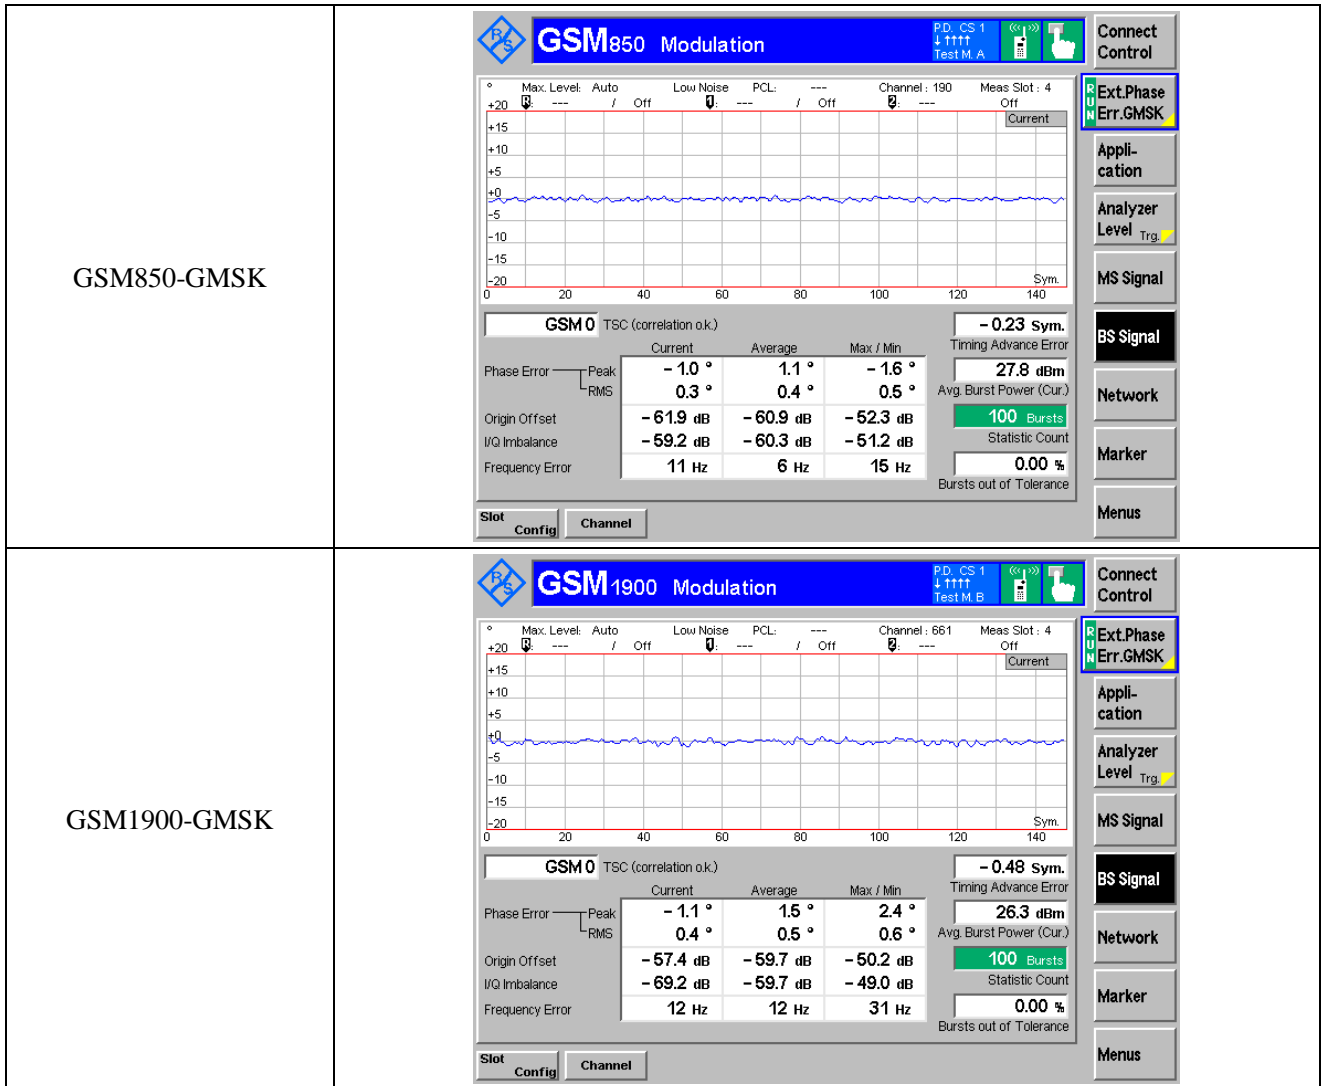 GSM850-GMSK
R&S GSM850 Modulation P.D. CS 1
Test M. A
Connect Control
° Max. Level: Auto Low Noise PCL: --- Channel : 190 Meas Slot : 4
+20 R: --- / Off 1: --- / Off 2: --- Off
Current
+15
+10
+5
+0
-5
-10
-15
-20 Sym.
0 20 40 60 80 100 120 140
GSM 0 TSC (correlation o.k.) -0.23 Sym.
Timing Advance Error
Current Average Max / Min
Phase Error Peak -1.0 ° 1.1 ° -1.6 ° 27.8 dBm
RMS 0.3 ° 0.4 ° 0.5 ° Avg. Burst Power (Cur.)
Origin Offset -61.9 dB -60.9 dB -52.3 dB 100 Bursts
I/Q Imbalance -59.2 dB -60.3 dB -51.2 dB Statistic Count
Frequency Error 11 Hz 6 Hz 15 Hz 0.00 %
Bursts out of Tolerance
RUN
Ext.Phase
Err.GMSK
Appli-
cation
Analyzer
Level Trg.
MS Signal
BS Signal
Network
Marker
Menus
Slot
Config
Channel
GSM1900-GMSK
R&S GSM1900 Modulation P.D. CS 1
Test M. B
Connect Control
° Max. Level: Auto Low Noise PCL: --- Channel : 661 Meas Slot : 4
+20 R: --- / Off 1: --- / Off 2: --- Off
Current
+15
+10
+5
+0
-5
-10
-15
-20 Sym.
0 20 40 60 80 100 120 140
GSM 0 TSC (correlation o.k.) -0.48 Sym.
Timing Advance Error
Current Average Max / Min
Phase Error Peak -1.1 ° 1.5 ° 2.4 ° 26.3 dBm
RMS 0.4 ° 0.5 ° 0.6 ° Avg. Burst Power (Cur.)
Origin Offset -57.4 dB -59.7 dB -50.2 dB 100 Bursts
I/Q Imbalance -69.2 dB -59.7 dB -49.0 dB Statistic Count
Frequency Error 12 Hz 12 Hz 31 Hz 0.00 %
Bursts out of Tolerance
RUN
Ext.Phase
Err.GMSK
Appli-
cation
Analyzer
Level Trg.
MS Signal
BS Signal
Network
Marker
Menus
Slot
Config
Channel